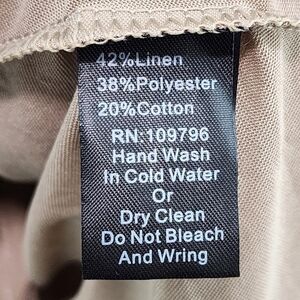 42%Linen
38%Polyester
20%Cotton
RN:109796
Hand Wash
In Cold Water
Or
Dry Clean
Do Not Bleach
And Wring